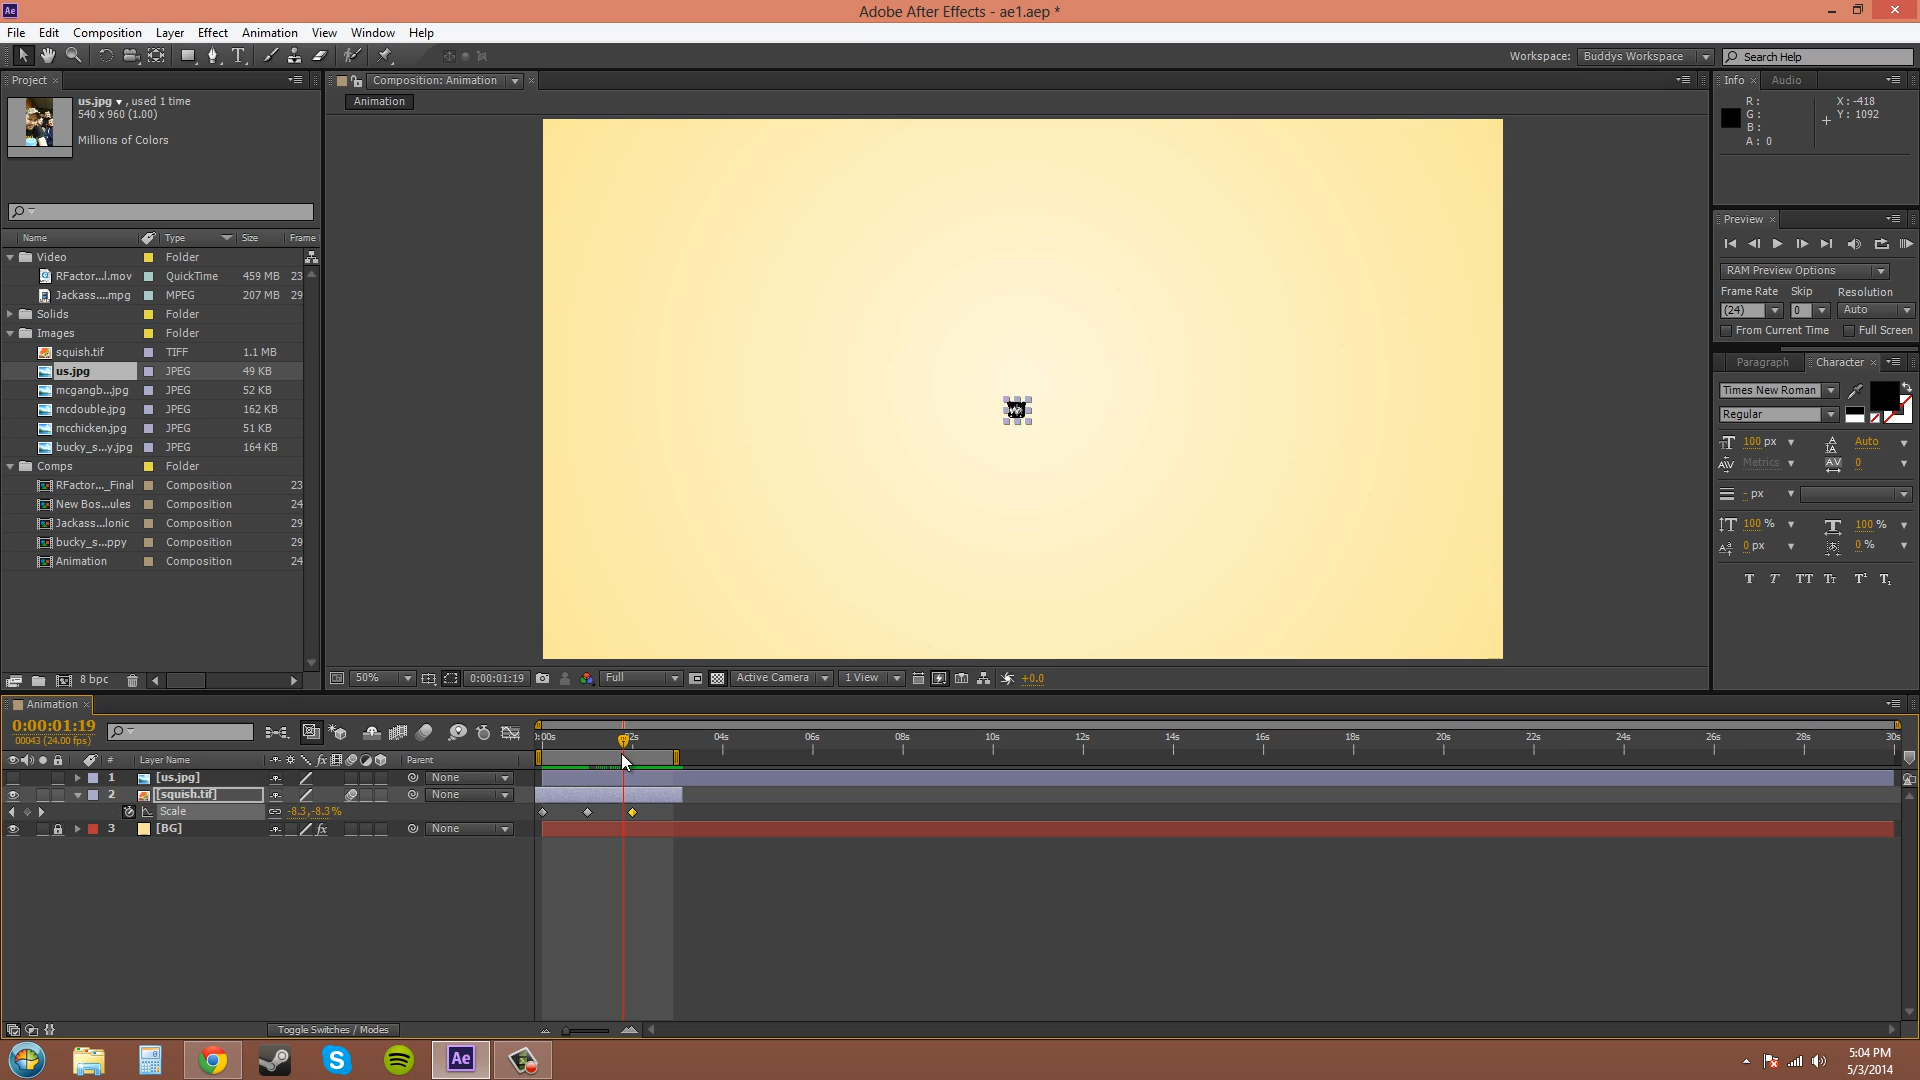 Ae
Adobe After Effects - ae1.aep *
File Edit Composition Layer Effect Animation View Window Help
Workspace: Buddys Workspace Search Help
Project ×
us.jpg ▾ , used 1 time
540 x 960 (1.00)
Millions of Colors
Name Type Size Frame
Video Folder
RFactor...l.mov QuickTime 459 MB 23
Jackass....mpg MPEG 207 MB 29
Solids Folder
Images Folder
squish.tif TIFF 1.1 MB
us.jpg JPEG 49 KB
mcgangb...jpg JPEG 52 KB
mcdouble.jpg JPEG 162 KB
mcchicken.jpg JPEG 51 KB
bucky_s...y.jpg JPEG 164 KB
Comps Folder
RFactor..._Final Composition 23
New Bos...ules Composition 24
Jackass...lonic Composition 29
bucky_s...ppy Composition 29
Animation Composition 24
8 bpc
Composition: Animation
Animation
50% 0:00:01:19 Full Active Camera 1 View +0.0
Info × Audio
R:
G:
B:
A: 0
X: -418
Y: 1092
Preview ×
RAM Preview Options
Frame Rate Skip Resolution
(24) 0 Auto
From Current Time Full Screen
Paragraph Character ×
Times New Roman
Regular
100 px Auto
Metrics AV 0
- px
100 % 100 %
0 px 0 %
T T TT Tr T¹ T₁
Animation ×
0:00:01:19
00043 (24.00 fps)
):00s 02s 04s 06s 08s 10s 12s 14s 16s 18s 20s 22s 24s 26s 28s 30s
# Layer Name Parent
1 [us.jpg] None
2 [squish.tif] None
Scale -8.3,-8.3%
3 [BG] fx None
Toggle Switches / Modes
Ae
5:04 PM
5/3/2014